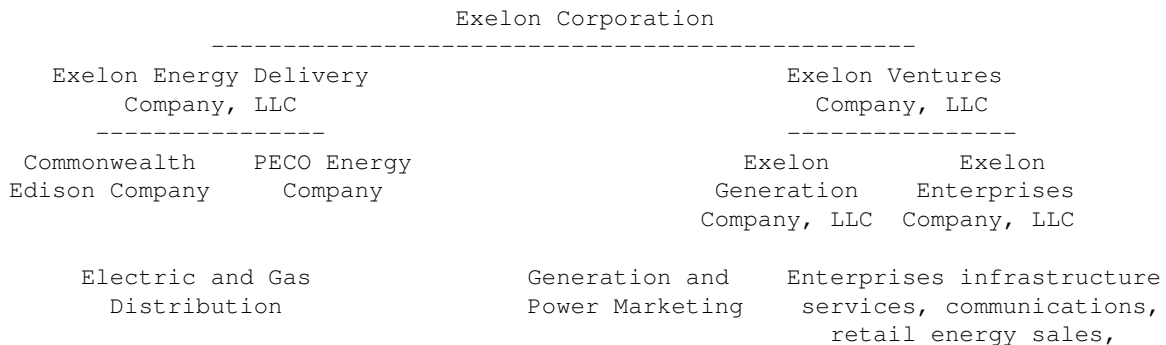 Exelon Corporation
-------------------------------------------------
Exelon Energy Delivery Exelon Ventures
Company, LLC Company, LLC
---------------- ----------------
Commonwealth PECO Energy Exelon Exelon
Edison Company Company Generation Enterprises
Company, LLC Company, LLC
Electric and Gas Generation and Enterprises infrastructure
Distribution Power Marketing services, communications,
retail energy sales,